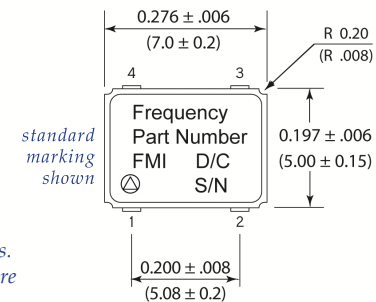 0.276 ± .006
(7.0 ± 0.2)
R 0.20
(R .008)
4 3
Frequency
Part Number
FMI D/C
S/N
standard
marking
shown
0.197 ± .006
(5.00 ± 0.15)
1 2
s.
re
0.200 ± .008
(5.08 ± 0.2)